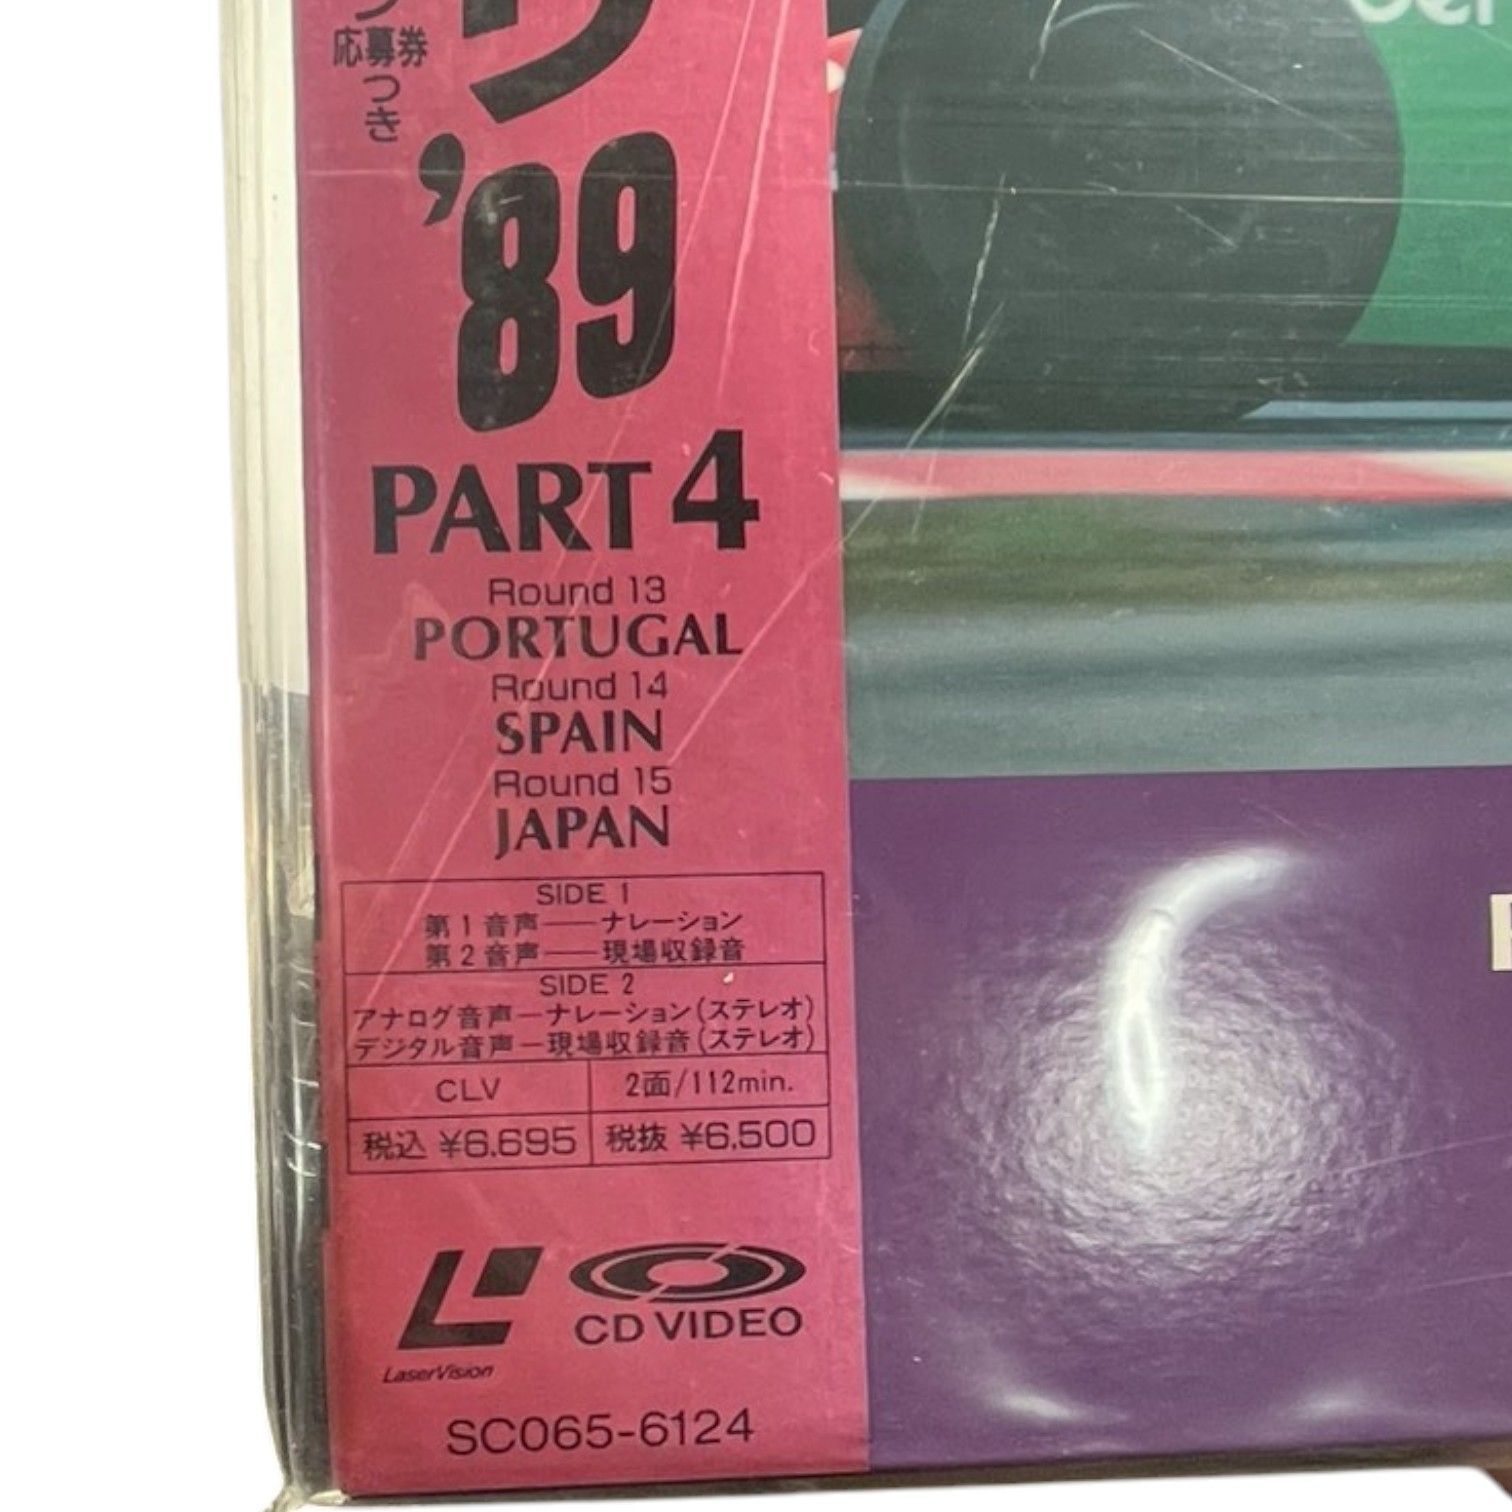 応募券
つき
'89
PART 4
Round 13
PORTUGAL
Round 14
SPAIN
Round 15
JAPAN
SIDE 1
第1音声―ナレーション
第2音声―現場収録音
SIDE 2
アナログ音声―ナレーション(ステレオ)
デジタル音声―現場収録音(ステレオ)
CLV
2面/112min.
税込 ¥6,695
税抜 ¥6,500
LaserVision
CD VIDEO
SC065-6124